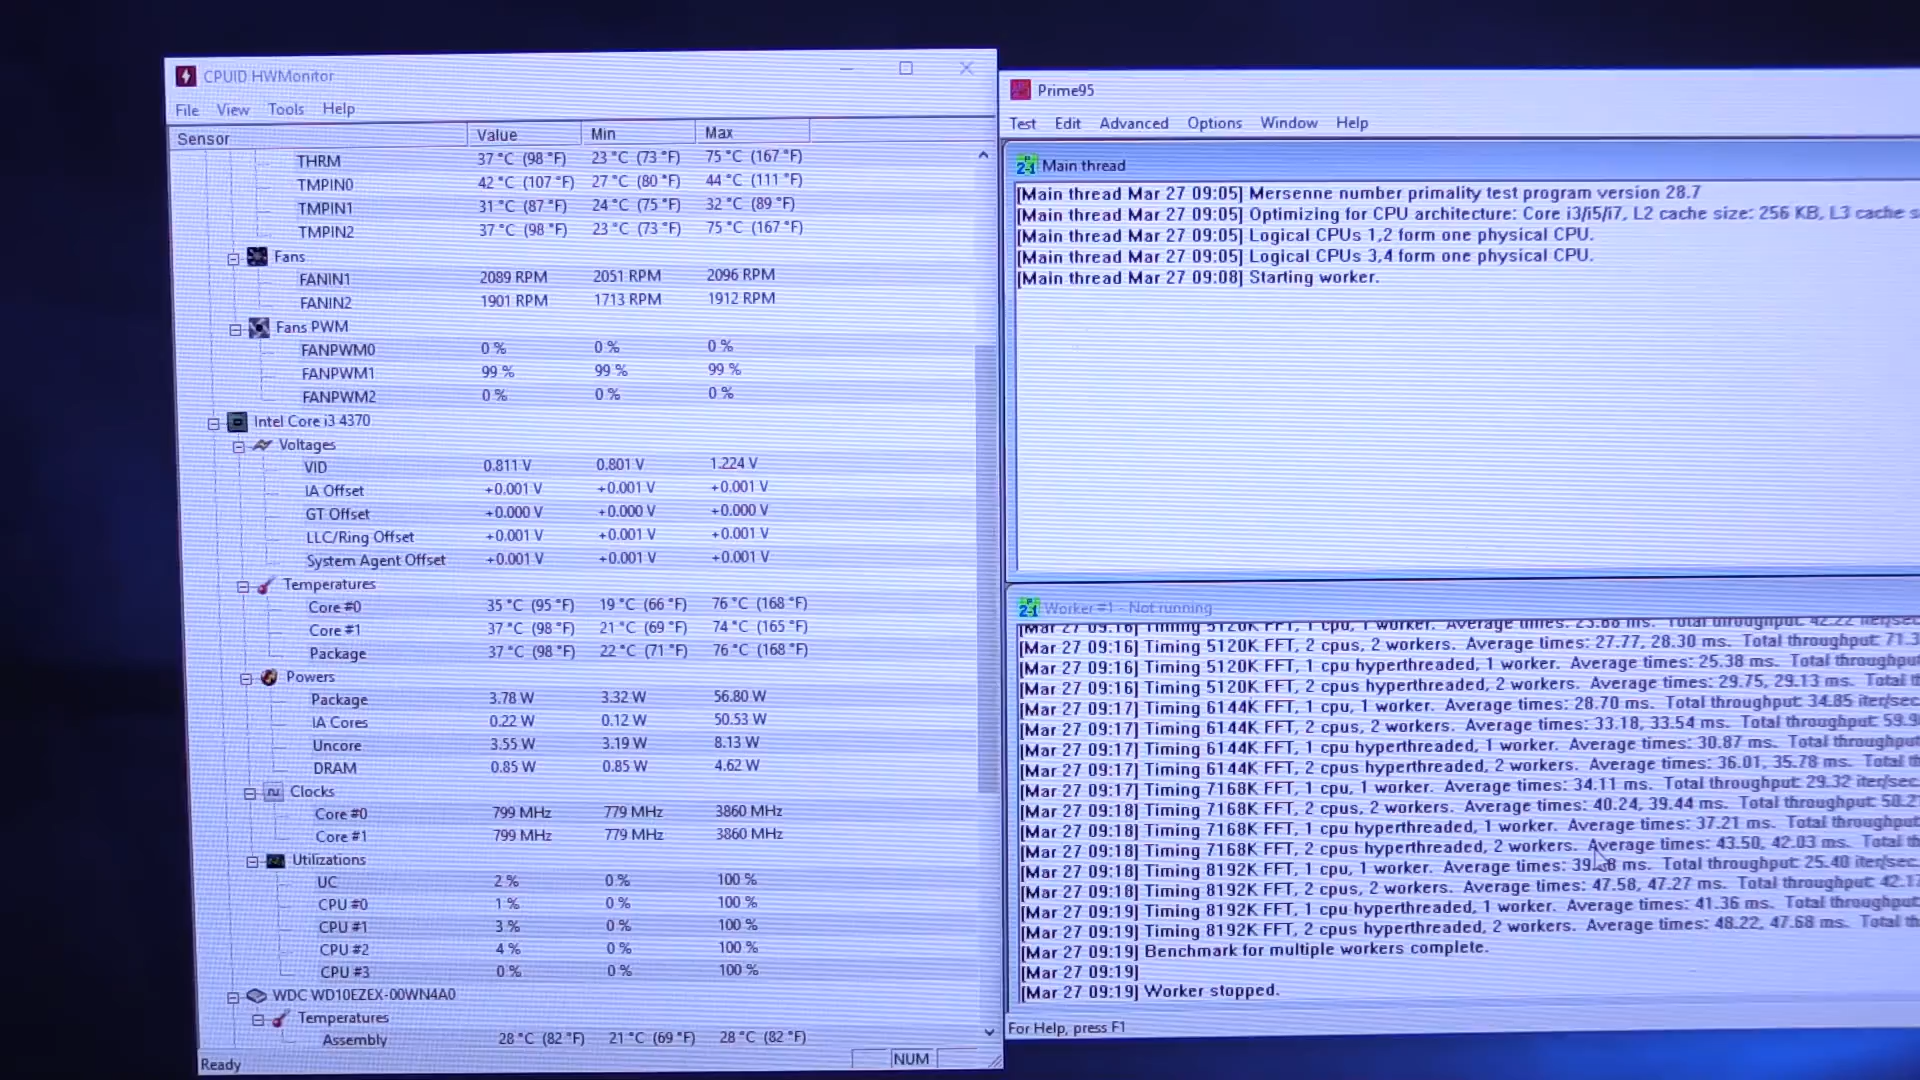 CPUID HWMonitor
File View Tools Help
Sensor Value Min Max
THRM 37 °C (98 °F) 23 °C (73 °F) 75 °C (167 °F)
TMPIN0 42 °C (107 °F) 27 °C (80 °F) 44 °C (111 °F)
TMPIN1 31 °C (87 °F) 24 °C (75 °F) 32 °C (89 °F)
TMPIN2 37 °C (98 °F) 23 °C (73 °F) 75 °C (167 °F)
Fans
FANIN1 2089 RPM 2051 RPM 2096 RPM
FANIN2 1901 RPM 1713 RPM 1912 RPM
Fans PWM
FANPWM0 0 % 0 % 0 %
FANPWM1 99 % 99 % 99 %
FANPWM2 0 % 0 % 0 %
Intel Core i3 4370
Voltages
VID 0.811 V 0.801 V 1.224 V
IA Offset +0.001 V +0.001 V +0.001 V
GT Offset +0.000 V +0.000 V +0.000 V
LLC/Ring Offset +0.001 V +0.001 V +0.001 V
System Agent Offset +0.001 V +0.001 V +0.001 V
Temperatures
Core #0 35 °C (95 °F) 19 °C (66 °F) 76 °C (168 °F)
Core #1 37 °C (98 °F) 21 °C (69 °F) 74 °C (165 °F)
Package 37 °C (98 °F) 22 °C (71 °F) 76 °C (168 °F)
Powers
Package 3.78 W 3.32 W 56.80 W
IA Cores 0.22 W 0.12 W 50.53 W
Uncore 3.55 W 3.19 W 8.13 W
DRAM 0.85 W 0.85 W 4.62 W
Clocks
Core #0 799 MHz 779 MHz 3860 MHz
Core #1 799 MHz 779 MHz 3860 MHz
Utilizations
UC 2 % 0 % 100 %
CPU #0 1 % 0 % 100 %
CPU #1 3 % 0 % 100 %
CPU #2 4 % 0 % 100 %
CPU #3 0 % 0 % 100 %
WDC WD10EZEX-00WN4A0
Temperatures
Assembly 28 °C (82 °F) 21 °C (69 °F) 28 °C (82 °F)
Ready NUM
Prime95
Test Edit Advanced Options Window Help
Main thread
[Main thread Mar 27 09:05] Mersenne number primality test program version 28.7
[Main thread Mar 27 09:05] Optimizing for CPU architecture: Core i3/i5/i7, L2 cache size: 256 KB, L3 cache s
[Main thread Mar 27 09:05] Logical CPUs 1,2 form one physical CPU.
[Main thread Mar 27 09:05] Logical CPUs 3,4 form one physical CPU.
[Main thread Mar 27 09:08] Starting worker.
Worker #1 - Not running
[Mar 27 09:16] Timing 5120K FFT, 1 cpu, 1 worker. Average times: 23.68 ms. Total throughput: 42.22 iter/sec.
[Mar 27 09:16] Timing 5120K FFT, 2 cpus, 2 workers. Average times: 27.77, 28.30 ms. Total throughput: 71.3
[Mar 27 09:16] Timing 5120K FFT, 1 cpu hyperthreaded, 1 worker. Average times: 25.38 ms. Total throughput
[Mar 27 09:16] Timing 5120K FFT, 2 cpus hyperthreaded, 2 workers. Average times: 29.75, 29.13 ms. Total t
[Mar 27 09:17] Timing 6144K FFT, 1 cpu, 1 worker. Average times: 28.70 ms. Total throughput: 34.85 iter/sec.
[Mar 27 09:17] Timing 6144K FFT, 2 cpus, 2 workers. Average times: 33.18, 33.54 ms. Total throughput: 59.9
[Mar 27 09:17] Timing 6144K FFT, 1 cpu hyperthreaded, 1 worker. Average times: 30.87 ms. Total throughput
[Mar 27 09:17] Timing 6144K FFT, 2 cpus hyperthreaded, 2 workers. Average times: 36.01, 35.78 ms. Total t
[Mar 27 09:17] Timing 7168K FFT, 1 cpu, 1 worker. Average times: 34.11 ms. Total throughput: 29.32 iter/sec.
[Mar 27 09:18] Timing 7168K FFT, 2 cpus, 2 workers. Average times: 40.24, 39.44 ms. Total throughput: 50.2
[Mar 27 09:18] Timing 7168K FFT, 1 cpu hyperthreaded, 1 worker. Average times: 37.21 ms. Total throughput
[Mar 27 09:18] Timing 7168K FFT, 2 cpus hyperthreaded, 2 workers. Average times: 43.50, 42.03 ms. Total t
[Mar 27 09:18] Timing 8192K FFT, 1 cpu, 1 worker. Average times: ms. Total throughput: 25.40 iter/sec.
[Mar 27 09:18] Timing 8192K FFT, 2 cpus, 2 workers. Average times: 47.58, 47.27 ms. Total throughput: 42.1
[Mar 27 09:19] Timing 8192K FFT, 1 cpu hyperthreaded, 1 worker. Average times: 41.36 ms. Total throughput
[Mar 27 09:19] Timing 8192K FFT, 2 cpus hyperthreaded, 2 workers. Average times: 48.22, 47.68 ms. Total th
[Mar 27 09:19] Benchmark for multiple workers complete.
[Mar 27 09:19]
[Mar 27 09:19] Worker stopped.
For Help, press F1